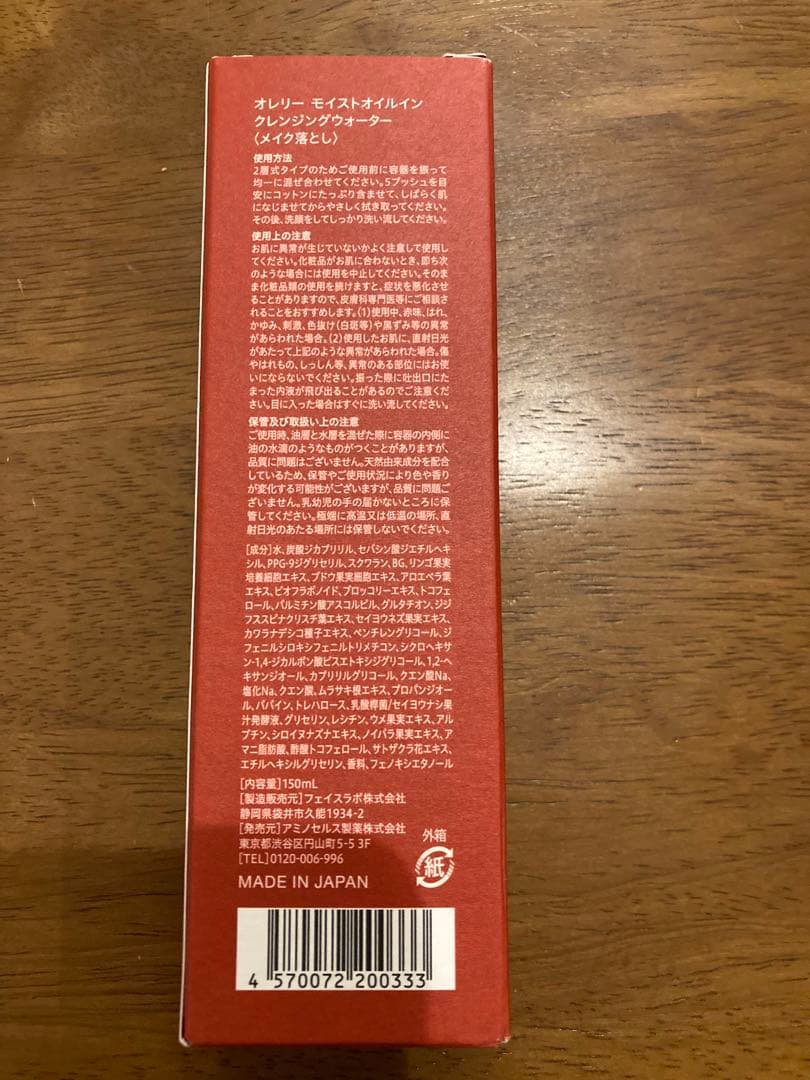 オレリー モイストオイルイン
クレンジングウォーター
〈メイク落とし〉
使用方法
2層式タイプのためご使用前に容器を振って
均一に混ぜ合わせてください。5プッシュを目
安にコットンにたっぷり含ませて、しばらく肌
になじませてからやさしく拭き取ってください。
その後、洗顔をしてしっかり洗い流してください。
使用上の注意
お肌に異常が生じていないかよく注意して使用し
てください。化粧品がお肌に合わないとき、即ち次
のような場合には使用を中止してください。そのま
ま化粧品類の使用を続けますと、症状を悪化させ
ることがありますので、皮膚科専門医等にご相談さ
れることをおすすめします。(1)使用中、赤味、はれ、
かゆみ、刺激、色抜け(白斑等)や黒ずみ等の異常
があらわれた場合。(2)使用したお肌に、直射日光
があたって上記のような異常があらわれた場合。傷
やはれもの、しっしん等、異常のある部位にはお使
いにならないでください。振った際に吐出口にた
まった内液が飛び出ることがあるのでご注意くだ
さい。目に入った場合はすぐに洗い流してください。
保管及び取扱い上の注意
ご使用時、油層と水層を混ぜた際に容器の内側に
油の水滴のようなものがつくことがありますが、
品質に問題はございません。天然由来成分を配合
しているため、保管やご使用状況により色や香り
が変化する可能性がございますが、品質に問題ご
ざいません。乳幼児の手の届かないところに保
管してください。極端に高温又は低温の場所、直
射日光のあたる場所には保管しないでください。
[成分]水、炭酸ジカプリリル、セバシン酸ジエチルヘキ
シル、PPG-9ジグリセリル、スクワラン、BG、リンゴ果実
培養細胞エキス、ブドウ果実細胞エキス、アロエベラ葉
エキス、ビオフラボノイド、ブロッコリーエキス、トコフェ
ロール、パルミチン酸アスコルビル、グルタチオン、ジジ
フススピナクリスチ葉エキス、セイヨウネズ果実エキス、
カワラナデシコ種子エキス、ペンチレングリコール、ジ
フェニルシロキシフェニルトリメチコン、シクロヘキサ
ン-1,4-ジカルボン酸ビスエトキシジグリコール、1,2-ヘ
キサンジオール、カプリリルグリコール、クエン酸Na、
塩化Na、クエン酸、ムラサキ根エキス、プロパンジオー
ル、パパイン、トレハロース、乳酸桿菌/セイヨウナシ果
汁発酵液、グリセリン、レシチン、ウメ果実エキス、アル
ブチン、シロイヌナズナエキス、ノイバラ果実エキス、ア
マニ脂肪酸、酢酸トコフェロール、サトザクラ花エキス、
エチルヘキシルグリセリン、香料、フェノキシエタノール
[内容量]150mL
[製造販売元]フェイスラボ株式会社
静岡県袋井市久能1934-2
[発売元]アミノセルス製薬株式会社
東京都渋谷区円山町5-5 3F
[TEL]0120-006-996
MADE IN JAPAN
外箱
紙
4 570072 200333